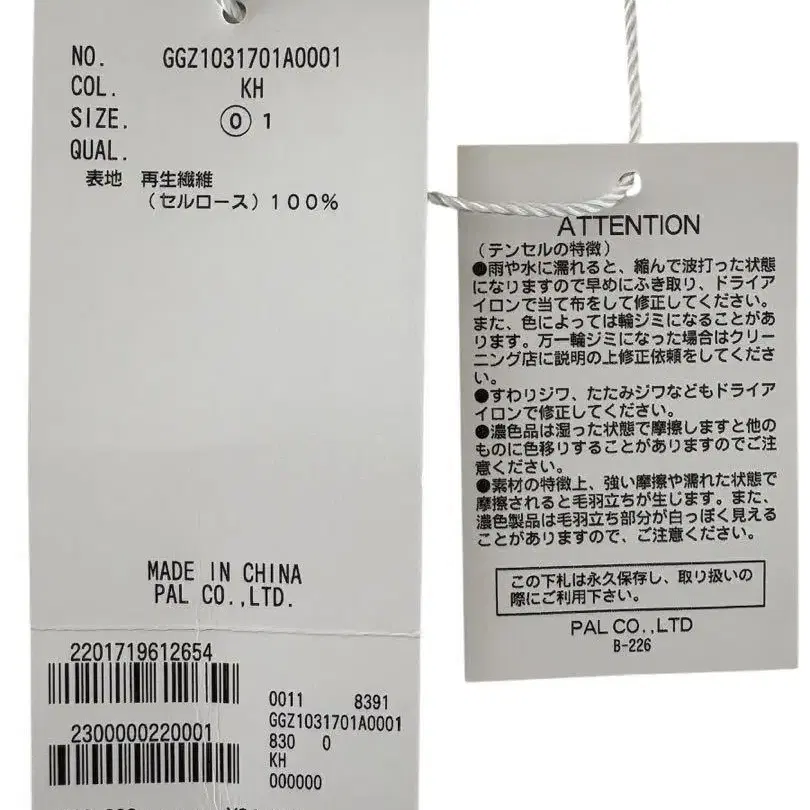 NO. GGZ1031701A0001
COL. KH
SIZE. 0 1
QUAL.
表地 再生繊維
(セルロース)100%
MADE IN CHINA
PAL CO.,LTD.
2201719612654
2300000220001
0011 8391
GGZ1031701A0001
830 0
KH
000000
ATTENTION
(テンセルの特徴)
●雨や水に濡れると、縮んで波打った状態
になりますので早めにふき取り、ドライア
イロンで当て布をして修正してください。
また、色によっては輪ジミになることがあ
ります。万一輪ジミになった場合はクリー
ニング店に説明の上修正依頼をしてくださ
い。
●すわりジワ、たたみジワなどもドライア
イロンで修正してください。
●濃色品は湿った状態で摩擦しますと他の
ものに色移りすることがありますのでご注
意ください。
●素材の特徴上、強い摩擦や濡れた状態で
摩擦されると毛羽立ちが生じます。また、
濃色製品は毛羽立ち部分が白っぽく見える
ことがありますので、ご注意ください。
この下札は永久保存し、取り扱いの
際にご利用下さい。
PAL CO.,LTD
B-226